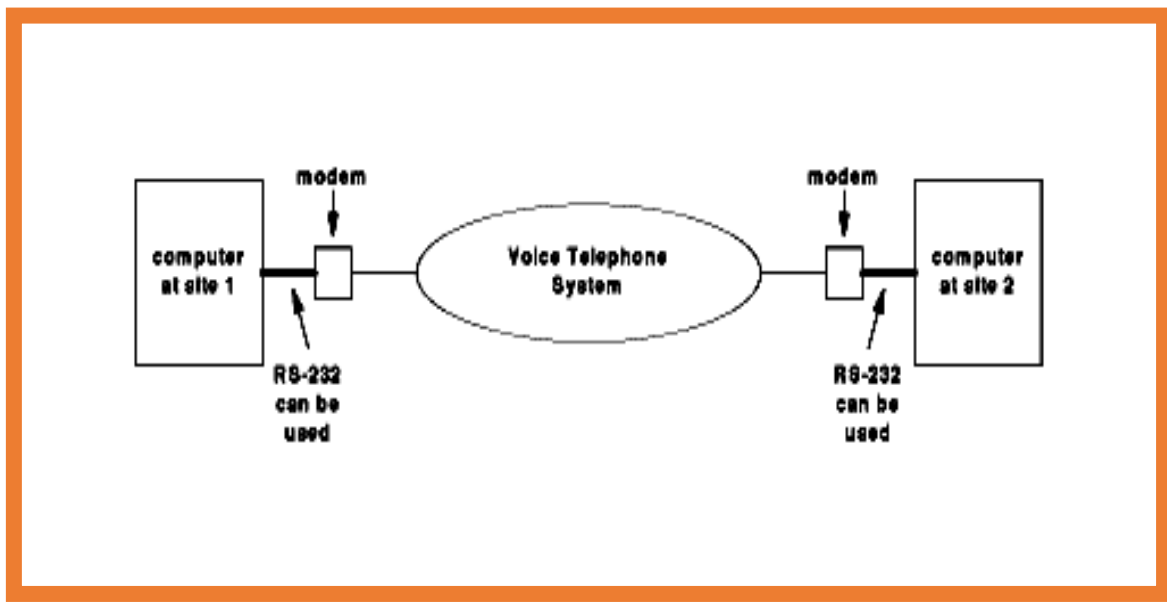 modem
modem
computer
at site 1
Voice Telephone
System
computer
at site 2
RS-232
can be
used
RS-232
can be
used